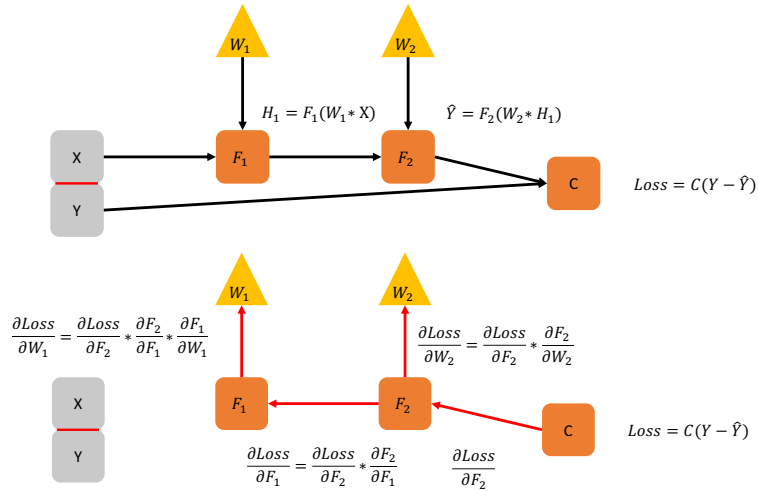 W₁
W₂
H₁ = F₁(W₁ * X)
Ŷ = F₂(W₂ * H₁)
X
F₁
F₂
C
Loss = C(Y − Ŷ)
Y
W₁
W₂
∂Loss/∂W₁ = ∂Loss/∂F₂ * ∂F₂/∂F₁ * ∂F₁/∂W₁
∂Loss/∂W₂ = ∂Loss/∂F₂ * ∂F₂/∂W₂
X
F₁
F₂
C
Loss = C(Y − Ŷ)
Y
∂Loss/∂F₁ = ∂Loss/∂F₂ * ∂F₂/∂F₁
∂Loss/∂F₂